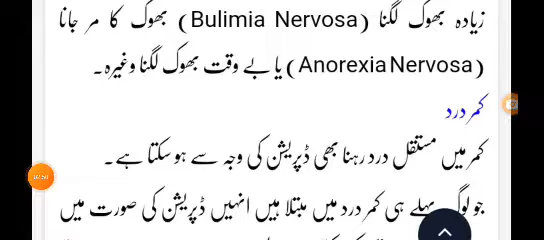 زیادہ بھوک لگنا (Bulimia Nervosa) بھوک کا مر جانا
(Anorexia Nervosa) یا بے وقت بھوک لگنا وغیرہ۔
کمر درد
کمر میں مستقل درد رہنا بھی ڈپریشن کی وجہ سے ہو سکتا ہے۔
جو لوگ پہلے ہی کمر درد میں مبتلا ہیں انہیں ڈپریشن کی صورت میں